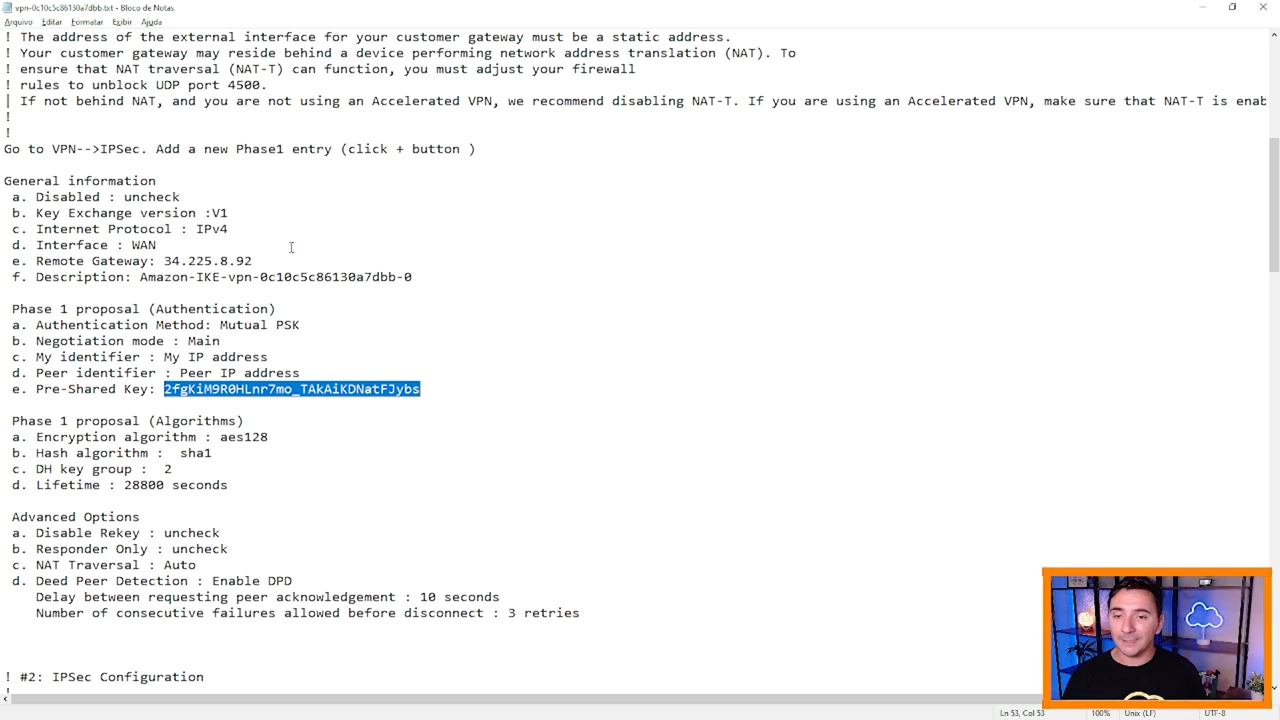 vpn-0c10c5c86130a7dbb.txt - Bloco de Notas
Arquivo Editar Formatar Exibir Ajuda
! The address of the external interface for your customer gateway must be a static address.
! Your customer gateway may reside behind a device performing network address translation (NAT). To
! ensure that NAT traversal (NAT-T) can function, you must adjust your firewall
! rules to unblock UDP port 4500.
| If not behind NAT, and you are not using an Accelerated VPN, we recommend disabling NAT-T. If you are using an Accelerated VPN, make sure that NAT-T is enab
!
!
Go to VPN-->IPSec. Add a new Phase1 entry (click + button )
General information
a. Disabled : uncheck
b. Key Exchange version :V1
c. Internet Protocol : IPv4
d. Interface : WAN
e. Remote Gateway: 34.225.8.92
f. Description: Amazon-IKE-vpn-0c10c5c86130a7dbb-0
Phase 1 proposal (Authentication)
a. Authentication Method: Mutual PSK
b. Negotiation mode : Main
c. My identifier : My IP address
d. Peer identifier : Peer IP address
e. Pre-Shared Key: 2fgKiM9R0HLnr7mo_TAkAiKDNatFJybs
Phase 1 proposal (Algorithms)
a. Encryption algorithm : aes128
b. Hash algorithm :  sha1
c. DH key group :  2
d. Lifetime : 28800 seconds
Advanced Options
a. Disable Rekey : uncheck
b. Responder Only : uncheck
c. NAT Traversal : Auto
d. Deed Peer Detection : Enable DPD
Delay between requesting peer acknowledgement : 10 seconds
Number of consecutive failures allowed before disconnect : 3 retries
! #2: IPSec Configuration
Ln 53, Col 53 100% Unix (LF) UTF-8